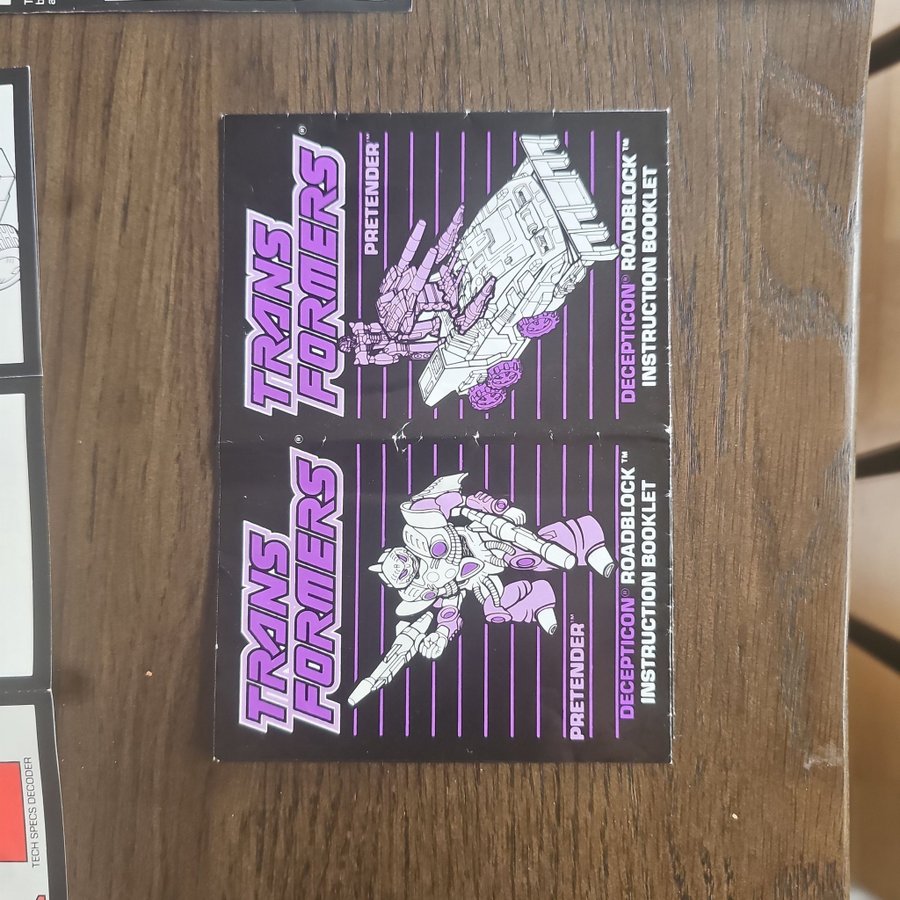 TRANS
FORMERS®
PRETENDER™
DECEPTICON® ROADBLOCK™
INSTRUCTION BOOKLET
TRANS
FORMERS®
PRETENDER™
DECEPTICON® ROADBLOCK™
INSTRUCTION BOOKLET
TECH SPECS DECODER